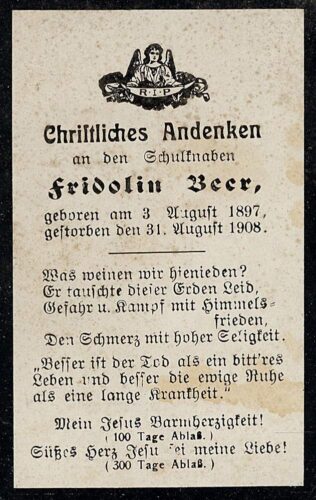 R·I·P
Christliches Andenken
an den Schulknaben
Fridolin Beer,
geboren am 3 August 1897,
gestorben den 31. August 1908.
Was weinen wir hienieden?
Er tauschte dieser Erden Leid,
Gefahr u. Kampf mit Himmels-
frieden,
Den Schmerz mit hoher Seligkeit.
„Besser ist der Tod als ein bitt'res
Leben und besser die ewige Ruhe
als eine lange Krankheit."
Mein Jesus Barmherzigkeit!
(100 Tage Ablaß.)
Süßes Herz Jesu sei meine Liebe!
(300 Tage Ablaß.)